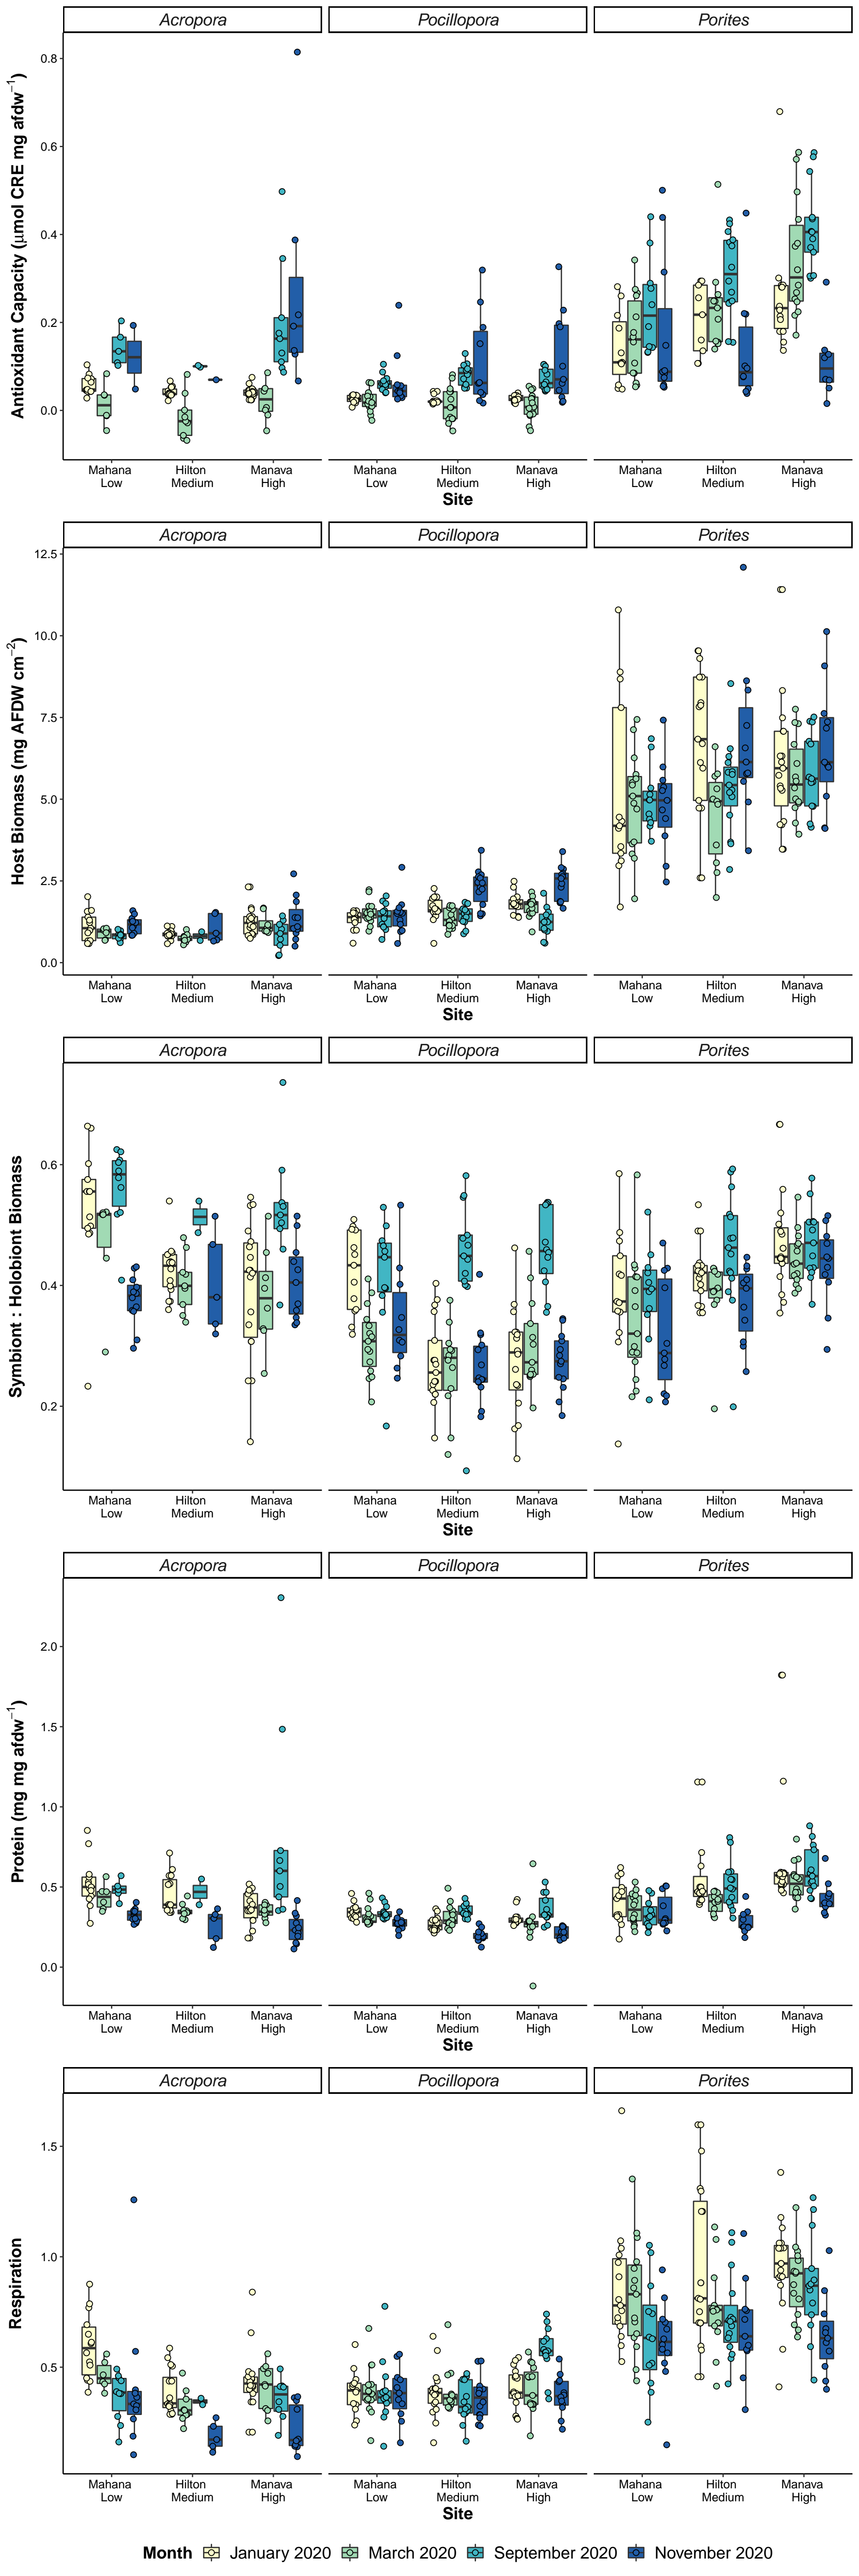 Acropora Pocillopora Porites
Antioxidant Capacity (μmol CRE mg afdw−1)
0.8
0.6
0.4
0.2
0.0
Mahana Hilton Manava Mahana Hilton Manava Mahana Hilton Manava
Low Medium High Low Medium High Low Medium High
Site
Acropora Pocillopora Porites
Host Biomass (mg AFDW cm−2)
12.5
10.0
7.5
5.0
2.5
0.0
Mahana Hilton Manava Mahana Hilton Manava Mahana Hilton Manava
Low Medium High Low Medium High Low Medium High
Site
Acropora Pocillopora Porites
Symbiont : Holobiont Biomass
0.6
0.4
0.2
Mahana Hilton Manava Mahana Hilton Manava Mahana Hilton Manava
Low Medium High Low Medium High Low Medium High
Site
Acropora Pocillopora Porites
Protein (mg mg afdw−1)
2.0
1.5
1.0
0.5
0.0
Mahana Hilton Manava Mahana Hilton Manava Mahana Hilton Manava
Low Medium High Low Medium High Low Medium High
Site
Acropora Pocillopora Porites
Respiration
1.5
1.0
0.5
Mahana Hilton Manava Mahana Hilton Manava Mahana Hilton Manava
Low Medium High Low Medium High Low Medium High
Site
Month January 2020 March 2020 September 2020 November 2020